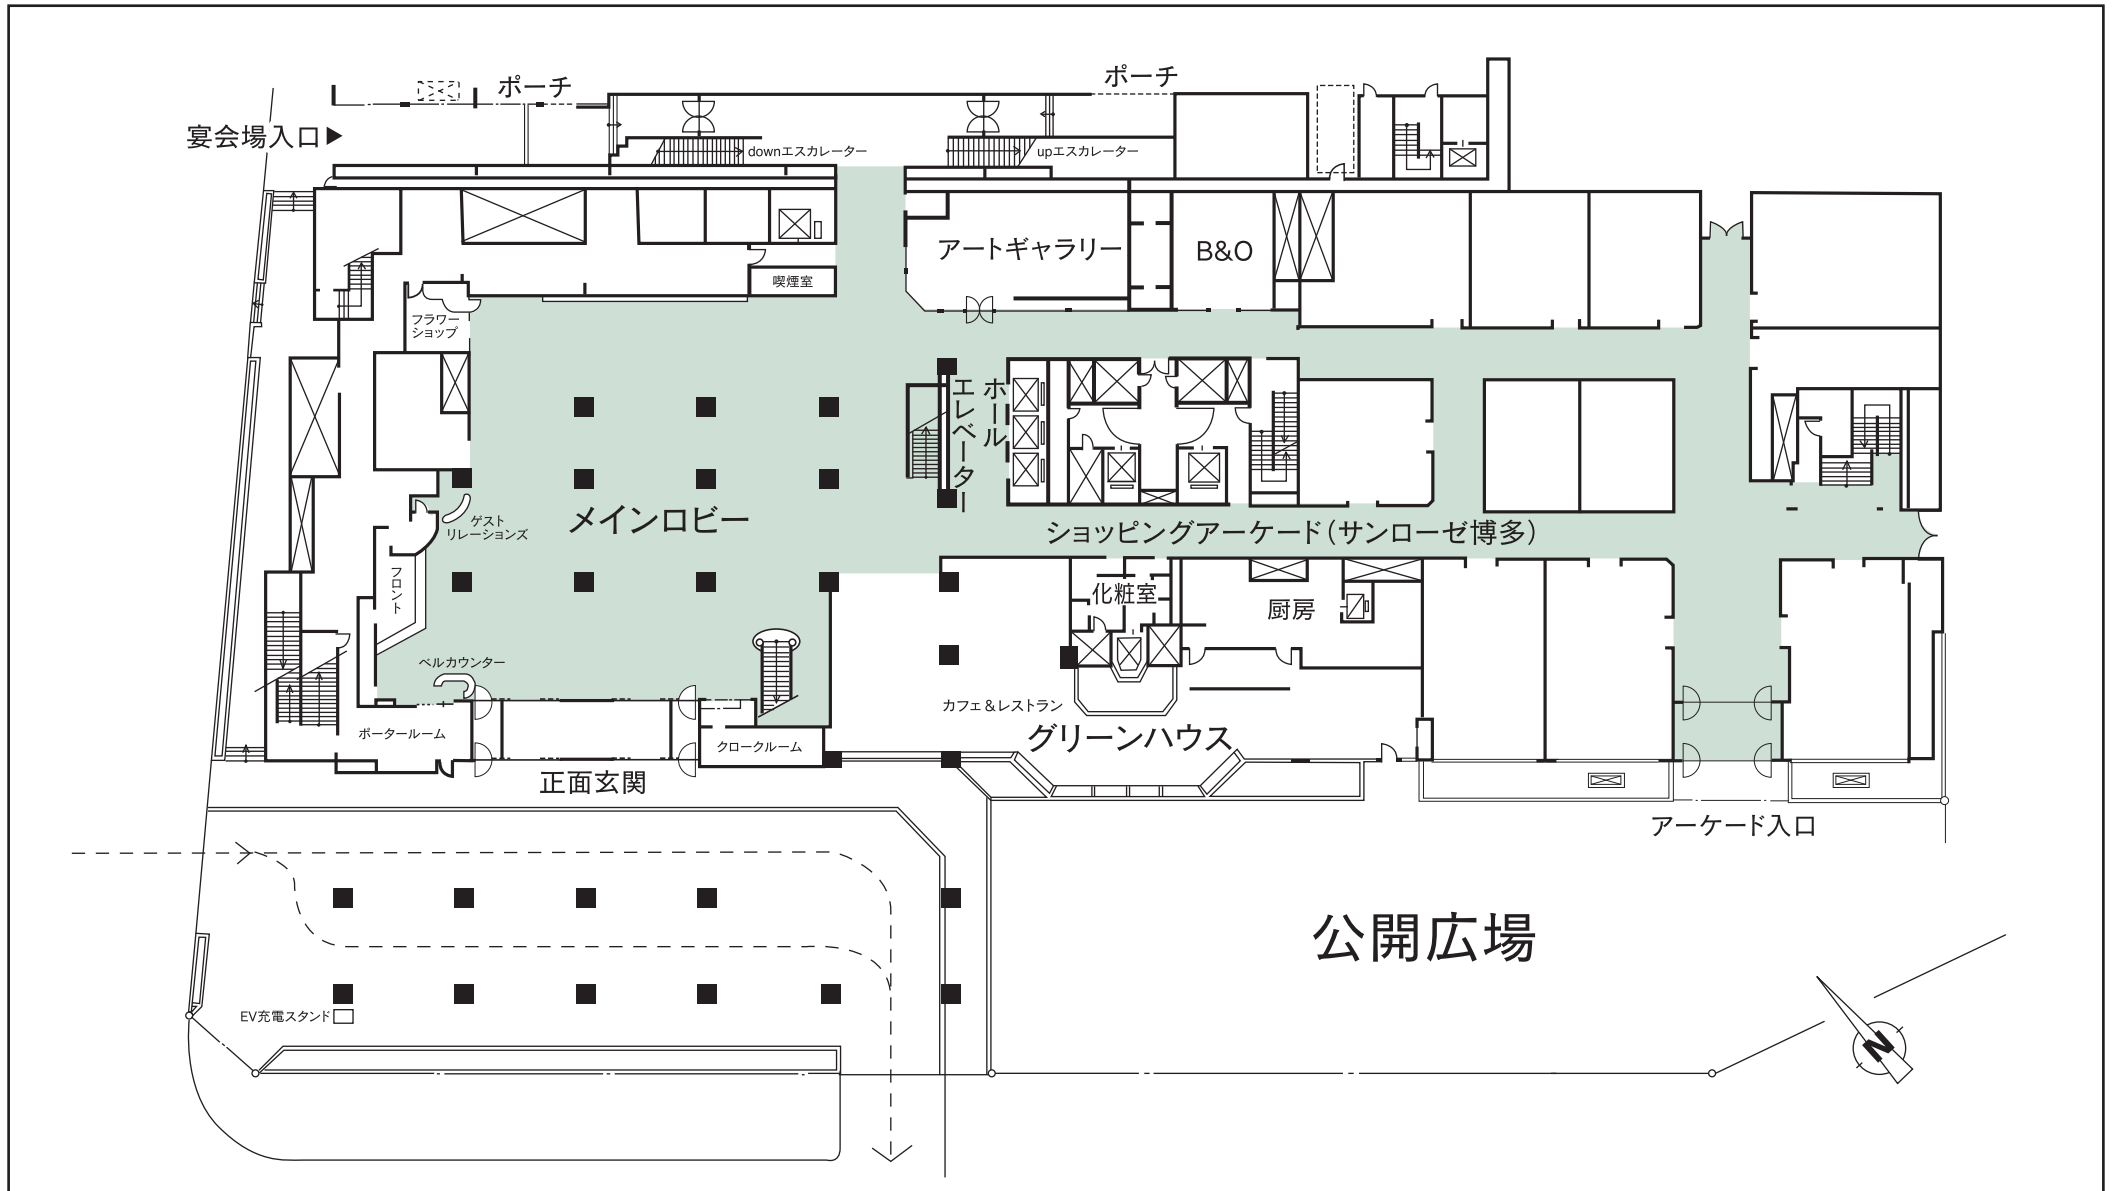 ポーチ
ポーチ
宴会場入口▶
downエスカレーター
upエスカレーター
アートギャラリー
B&O
喫煙室
フラワー
ショップ
エレベーター
ホール
メインロビー
ショッピングアーケード(サンローゼ博多)
ゲスト
リレーションズ
フロント
化粧室
厨房
ベルカウンター
カフェ&レストラン
グリーンハウス
ポータールーム
クロークルーム
正面玄関
アーケード入口
公開広場
EV充電スタンド
N